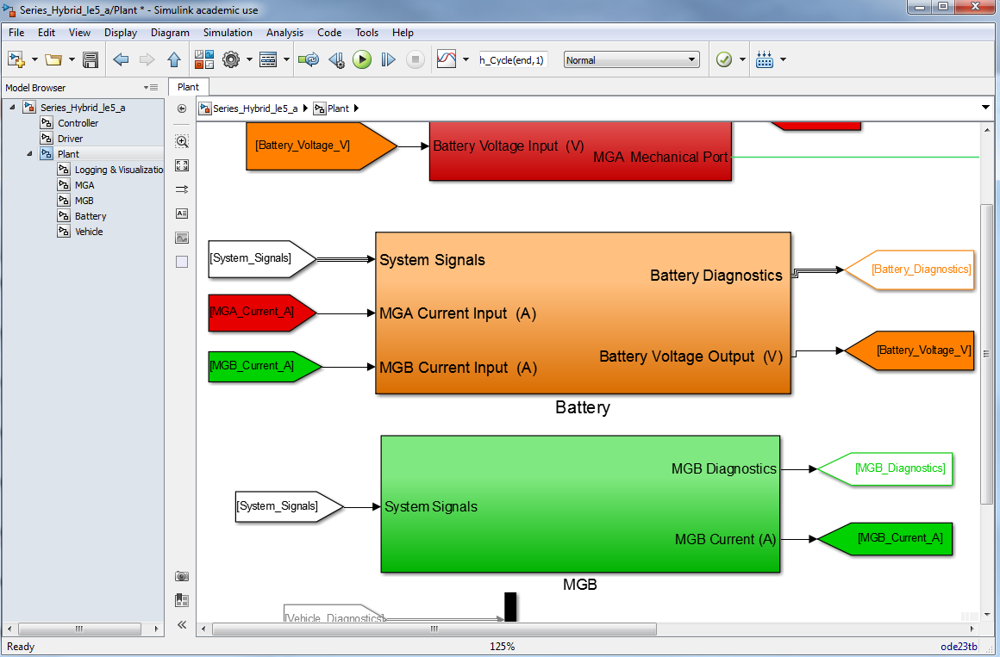 Series_Hybrid_le5_a/Plant * - Simulink academic use
File Edit View Display Diagram Simulation Analysis Code Tools Help
h_Cycle(end,1)
Normal
Model Browser
Plant
Series_Hybrid_le5_a
Controller
Driver
Plant
Logging & Visualizatio
MGA
MGB
Battery
Vehicle
Series_Hybrid_le5_a
Plant
[Battery_Voltage_V]
Battery Voltage Input (V)
MGA Mechanical Port
[System_Signals]
System Signals
Battery Diagnostics
[Battery_Diagnostics]
[MGA_Current_A]
MGA Current Input (A)
[MGB_Current_A]
MGB Current Input (A)
Battery Voltage Output (V)
[Battery_Voltage_V]
Battery
MGB Diagnostics
[MGB_Diagnostics]
[System_Signals]
System Signals
MGB Current (A)
[MGB_Current_A]
MGB
[Vehicle_Diagnostics]
Ready
125%
ode23tb